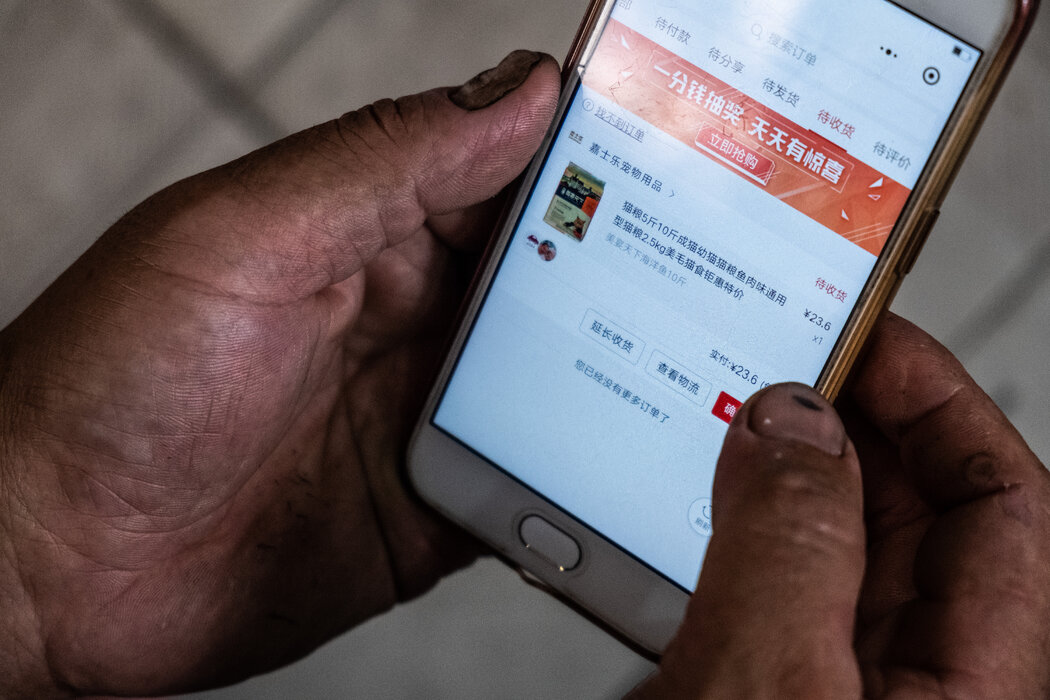 部
待付款
待分享
待发货
待收货
待评价
搜索订单
一分钱抽奖 天天有惊喜
立即抢购
找不到订单
嘉士乐宠物用品
待收货
猫粮5斤10斤成猫幼猫猫粮鱼肉味通用
型猫粮2.5kg美毛猫食钜惠特价
美宴天下海洋鱼10斤
¥23.6
x1
实付:¥23.6 (免
延长收货
查看物流
确
您已经没有更多订单了
刷新